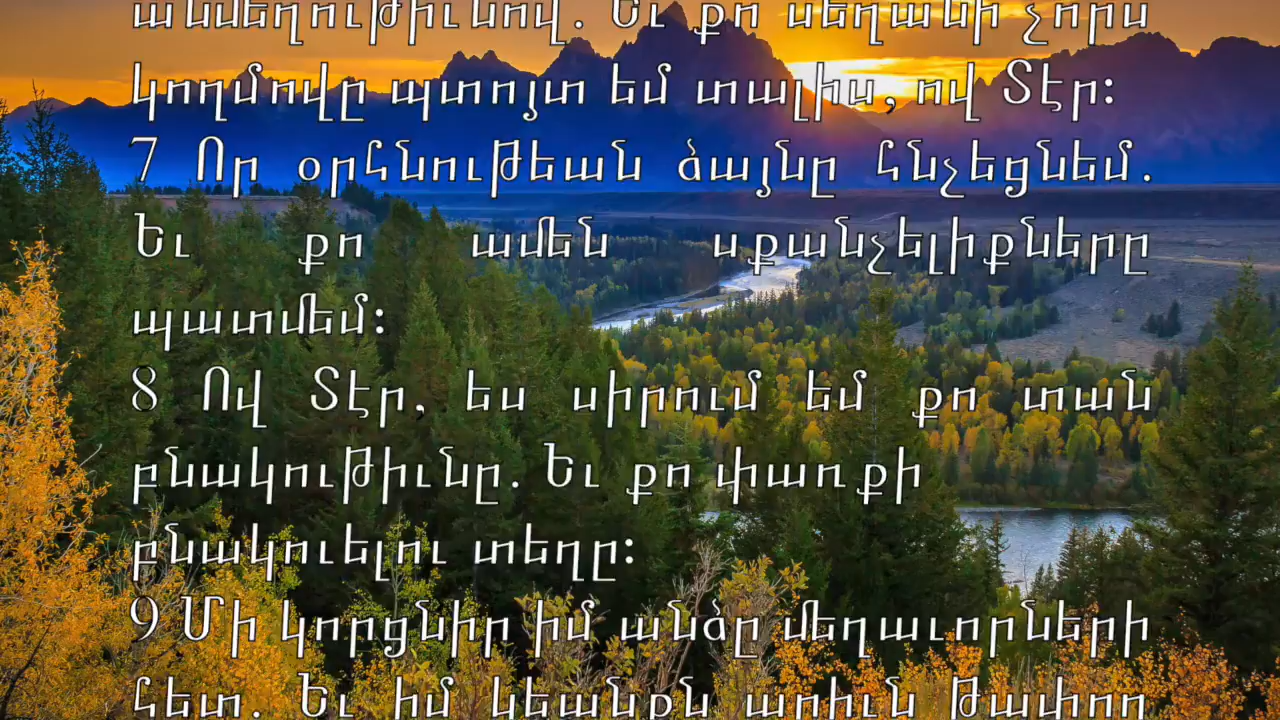 անմեղութիւնով. Եւ քո սեղանի չորս
կողմովը պտոյտ եմ տալիս, ով Տէր:
7 Որ օրհնութեան ձայնը հնչեցնեմ.
Եւ քո ամեն սքանչելիքները
պատմեմ:
8 Ով Տէր, ես սիրում եմ քո տան
բնակութիւնը. Եւ քո փառքի
բնակուելու տեղը:
9 Մի կորցնիր իմ անձը մեղաւորների
հետ. Եւ իմ կեանքն արիւն թափող